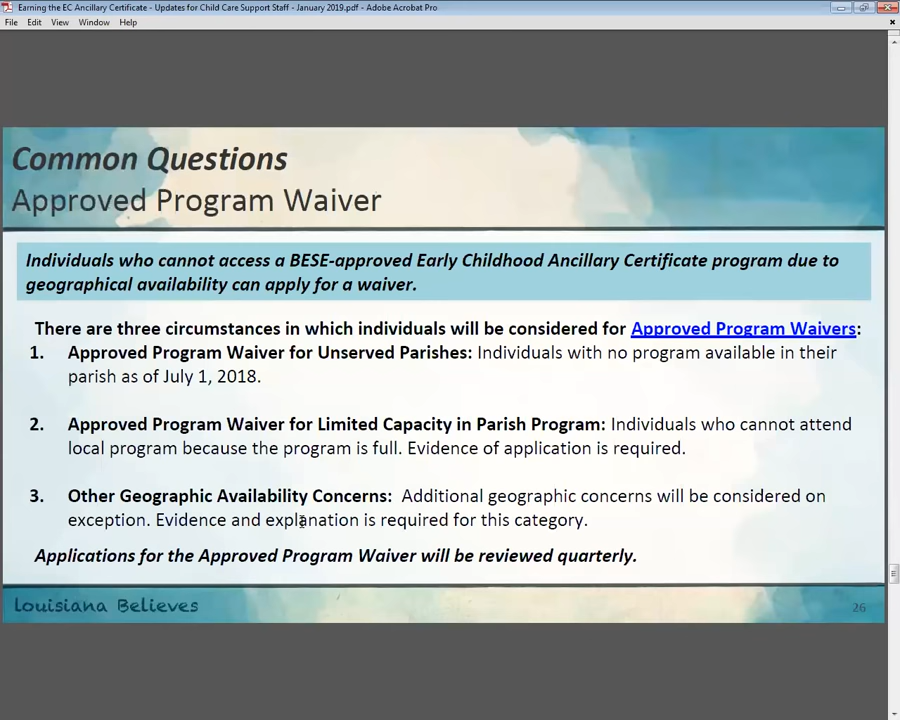 Earning the EC Ancillary Certificate - Updates for Child Care Support Staff - January 2019.pdf - Adobe Acrobat Pro
File Edit View Window Help
Common Questions
Approved Program Waiver
Individuals who cannot access a BESE-approved Early Childhood Ancillary Certificate program due to
geographical availability can apply for a waiver.
There are three circumstances in which individuals will be considered for Approved Program Waivers:
1. Approved Program Waiver for Unserved Parishes: Individuals with no program available in their
parish as of July 1, 2018.
2. Approved Program Waiver for Limited Capacity in Parish Program: Individuals who cannot attend
local program because the program is full. Evidence of application is required.
3. Other Geographic Availability Concerns: Additional geographic concerns will be considered on
exception. Evidence and explanation is required for this category.
Applications for the Approved Program Waiver will be reviewed quarterly.
Louisiana Believes 26